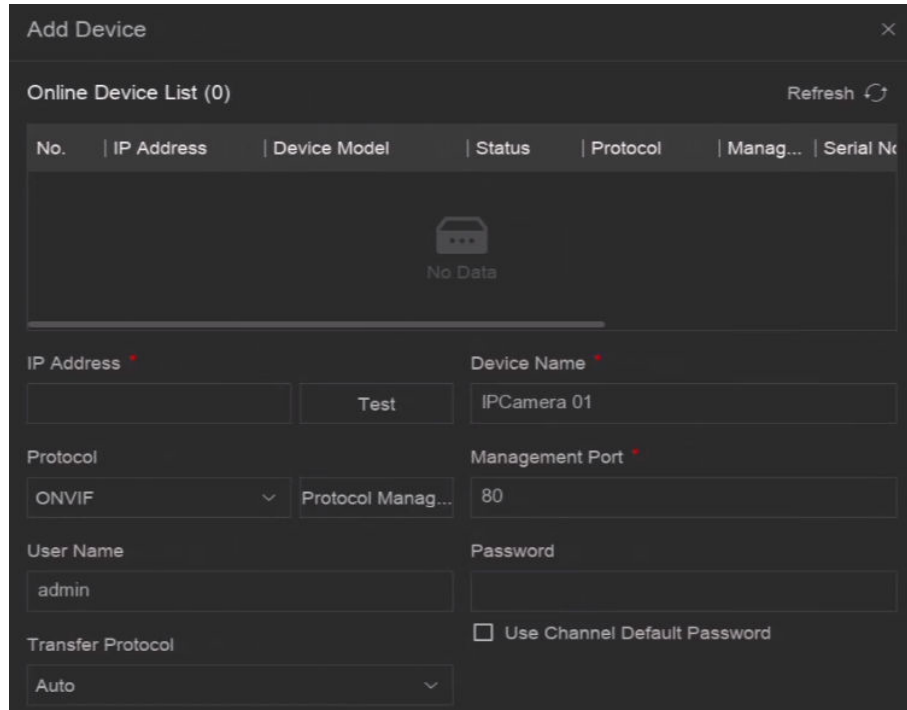 Add Device
Online Device List (0) Refresh
No. IP Address Device Model Status Protocol Manag... Serial No
No Data
IP Address * Device Name *
Test IPCamera 01
Protocol Management Port *
ONVIF Protocol Manag... 80
User Name Password
admin
Use Channel Default Password
Transfer Protocol
Auto